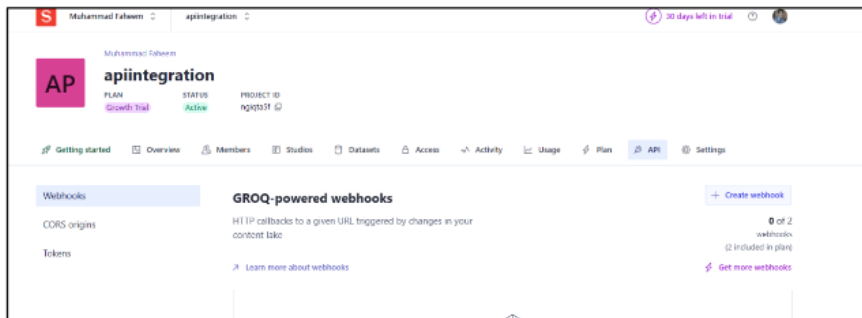 S Muhammad Faheem apiintegration 30 days left in trial
Muhammad Faheem
AP apiintegration
PLAN STATUS PROJECT ID
Growth Trail Active
Getting started Overview Members Studios Datasets Access Activity Usage Plan API Settings
Webhooks GROQ-powered webhooks Create webhook
HTTP callbacks to a given URL triggered by changes in your 0 of 2
CORS origins content lake webhooks
(2 included in plan)
Tokens
Learn more about webhooks Get more webhooks